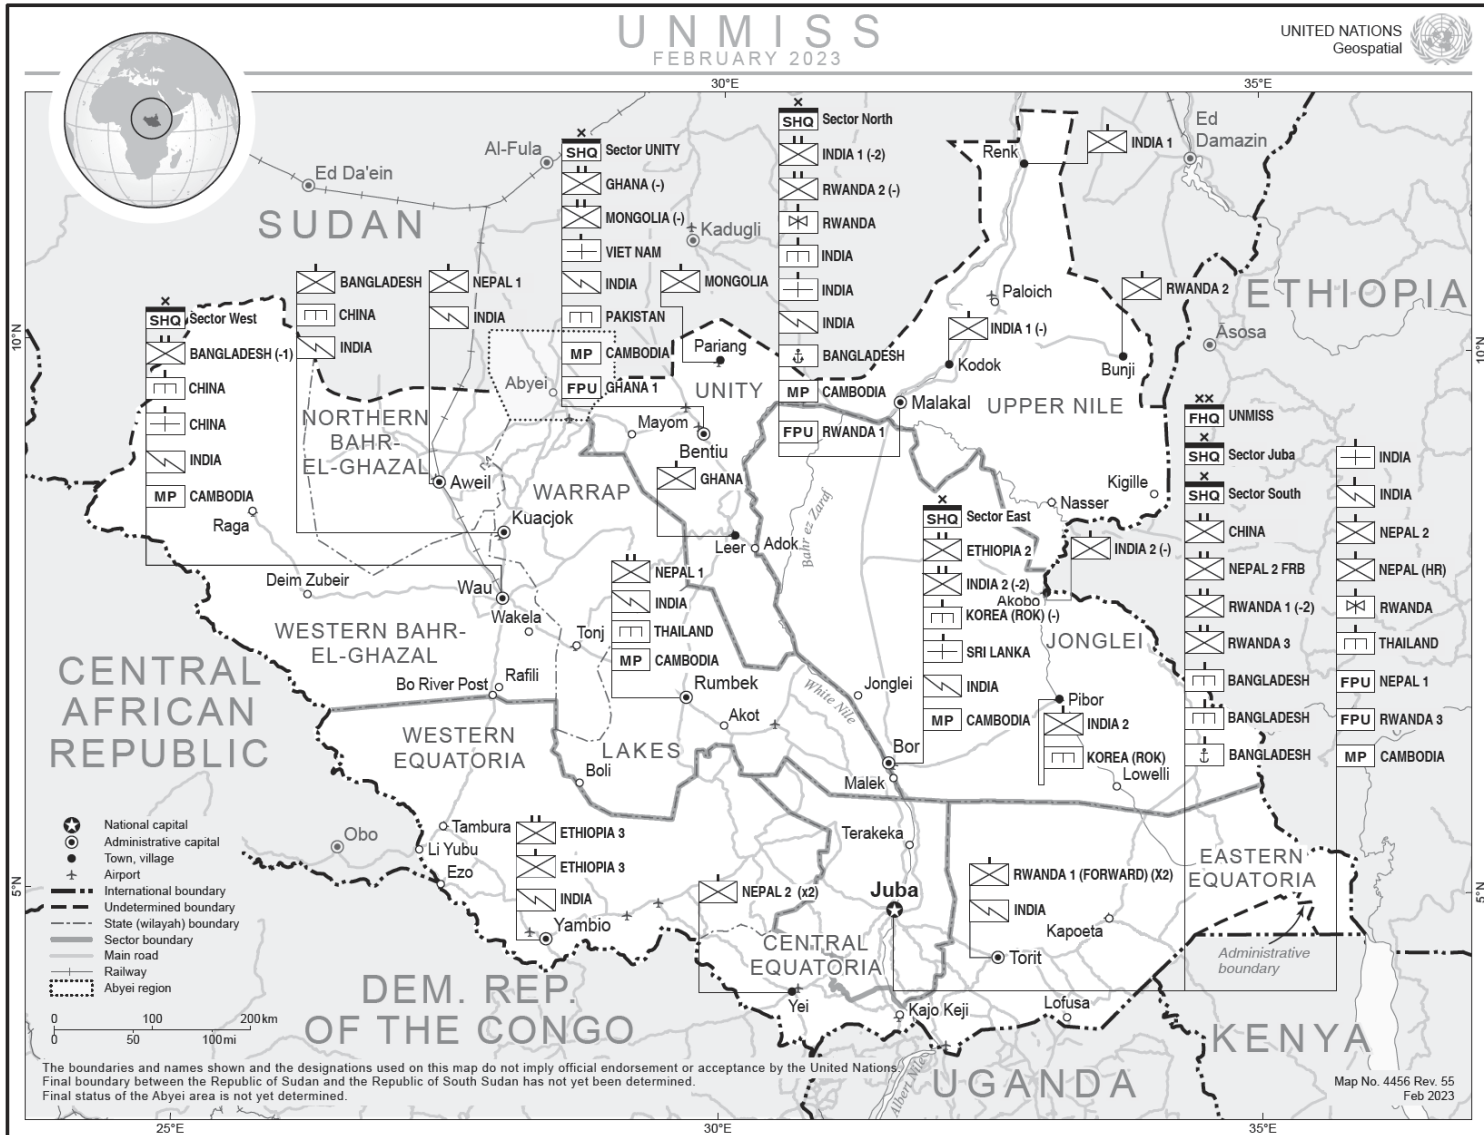 UNMISS
FEBRUARY 2023
UNITED NATIONS
Geospatial
30°E
35°E
10°N
10°N
5°N
5°N
25°E
30°E
35°E
SUDAN
ETHIOPIA
CENTRAL
AFRICAN
REPUBLIC
DEM. REP.
OF THE CONGO
UGANDA
KENYA
Ed Da'ein
Al-Fula
Kadugli
Ed
Damazin
Āsosa
Abyei
Obo
SHQ Sector West
BANGLADESH (-1)
CHINA
CHINA
INDIA
MP CAMBODIA
BANGLADESH
CHINA
INDIA
NEPAL 1
INDIA
SHQ Sector UNITY
GHANA (-)
MONGOLIA (-)
VIET NAM
INDIA
PAKISTAN
MP CAMBODIA
FPU GHANA 1
MONGOLIA
SHQ Sector North
INDIA 1 (-2)
RWANDA 2 (-)
RWANDA
INDIA
INDIA
INDIA
BANGLADESH
MP CAMBODIA
FPU RWANDA 1
INDIA 1
RWANDA 2
INDIA 1 (-)
GHANA
NEPAL 1
INDIA
THAILAND
MP CAMBODIA
SHQ Sector East
ETHIOPIA 2
INDIA 2 (-2)
KOREA (ROK) (-)
SRI LANKA
INDIA
MP CAMBODIA
INDIA 2 (-)
INDIA 2
KOREA (ROK)
FHQ UNMISS
SHQ Sector Juba
SHQ Sector South
CHINA
NEPAL 2 FRB
RWANDA 1 (-2)
RWANDA 3
BANGLADESH
BANGLADESH
BANGLADESH
INDIA
INDIA
NEPAL 2
NEPAL (HR)
RWANDA
THAILAND
FPU NEPAL 1
FPU RWANDA 3
MP CAMBODIA
ETHIOPIA 3
ETHIOPIA 3
INDIA
NEPAL 2 (x2)
RWANDA 1 (FORWARD) (X2)
INDIA
NORTHERN
BAHR-
EL-GHAZAL
WARRAP
UNITY
UPPER NILE
WESTERN BAHR-
EL-GHAZAL
WESTERN
EQUATORIA
LAKES
JONGLEI
CENTRAL
EQUATORIA
EASTERN
EQUATORIA
Renk
Paloich
Kodok
Bunji
Malakal
Pariang
Mayom
Bentiu
Aweil
Kuacjok
Raga
Deim Zubeir
Wau
Wakela
Tonj
Bo River Post
Rafili
Leer
Adok
Bahr ez Zaraf
Nasser
Kigille
Akobo
Rumbek
Akot
Jonglei
White Nile
Pibor
Lowelli
Bor
Malek
Boli
Tambura
Li Yubu
Ezo
Yambio
Terakeka
Juba
Torit
Kapoeta
Yei
Kajo Keji
Lofusa
Albert Nile
Administrative
boundary
National capital
Administrative capital
Town, village
Airport
International boundary
Undetermined boundary
State (wilayah) boundary
Sector boundary
Main road
Railway
Abyei region
0 100 200 km
0 50 100 mi
The boundaries and names shown and the designations used on this map do not imply official endorsement or acceptance by the United Nations.
Final boundary between the Republic of Sudan and the Republic of South Sudan has not yet been determined.
Final status of the Abyei area is not yet determined.
Map No. 4456 Rev. 55
Feb 2023